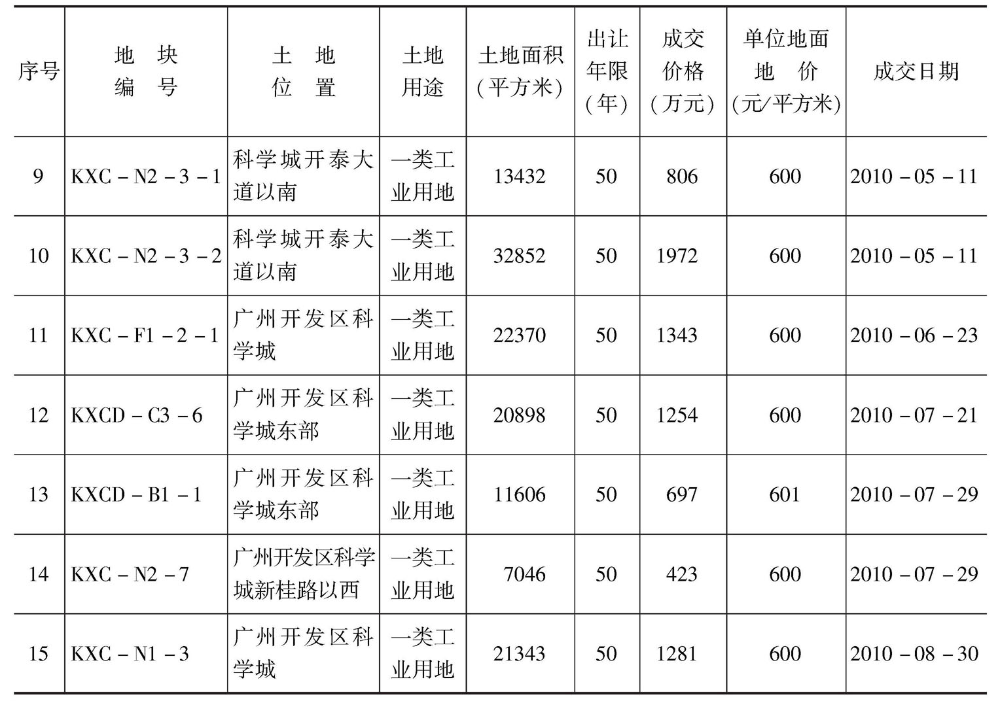 序号 地块编号 土地位置 土地用途 土地面积(平方米) 出让年限(年) 成交价格(万元) 单位地面地价(元/平方米) 成交日期
9 KXC-N2-3-1 科学城开泰大道以南 一类工业用地 13432 50 806 600 2010-05-11
10 KXC-N2-3-2 科学城开泰大道以南 一类工业用地 32852 50 1972 600 2010-05-11
11 KXC-F1-2-1 广州开发区科学城 一类工业用地 22370 50 1343 600 2010-06-23
12 KXCD-C3-6 广州开发区科学城东部 一类工业用地 20898 50 1254 600 2010-07-21
13 KXCD-B1-1 广州开发区科学城东部 一类工业用地 11606 50 697 601 2010-07-29
14 KXC-N2-7 广州开发区科学城新桂路以西 一类工业用地 7046 50 423 600 2010-07-29
15 KXC-N1-3 广州开发区科学城 一类工业用地 21343 50 1281 600 2010-08-30